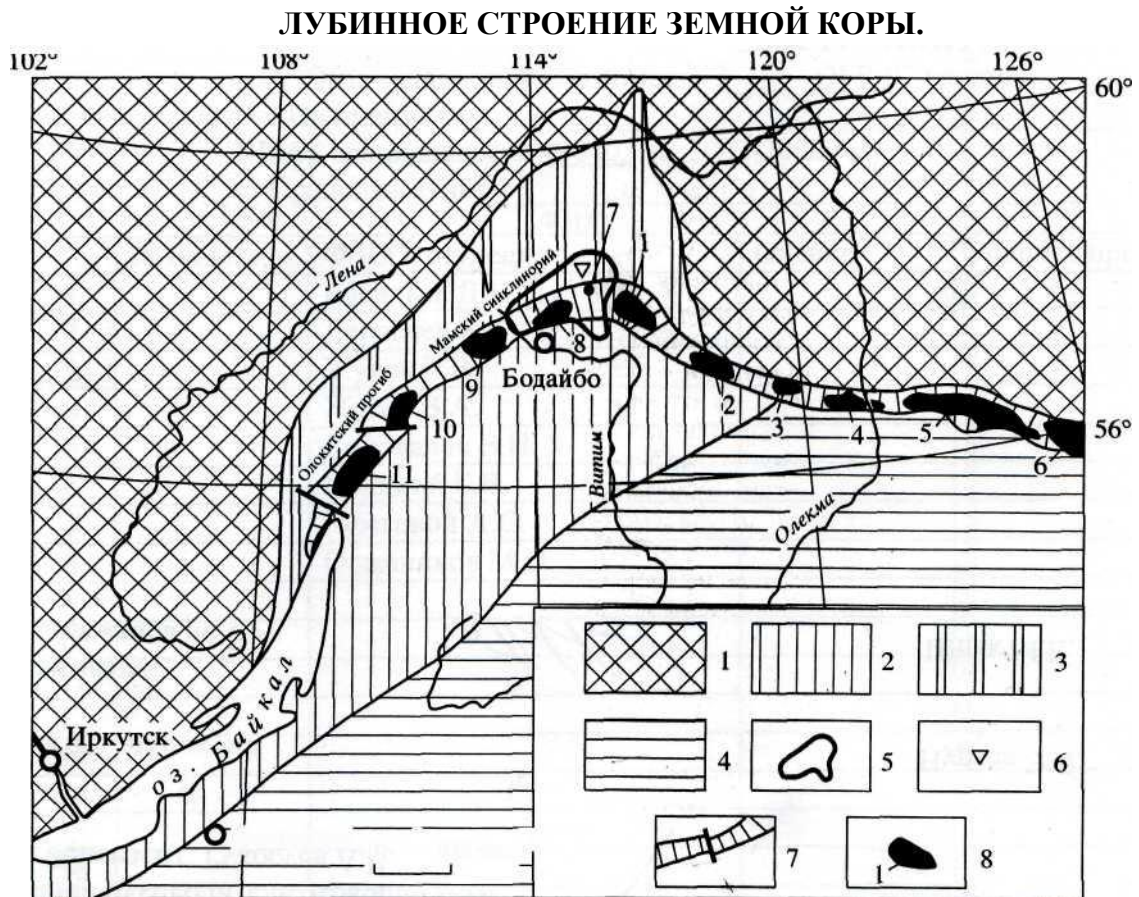 ЛУБИННОЕ СТРОЕНИЕ ЗЕМНОЙ КОРЫ.
102° 108° 114° 120° 126°
60°
Лена
Мамский синклинорий
7
1
8
9
Бодайбо
Олокитский прогиб
10
2
3
4
5
56°
6
11
Витим
Олекма
оз. Байкал
Иркутск
1 2 3
4 5 6
7 1 8